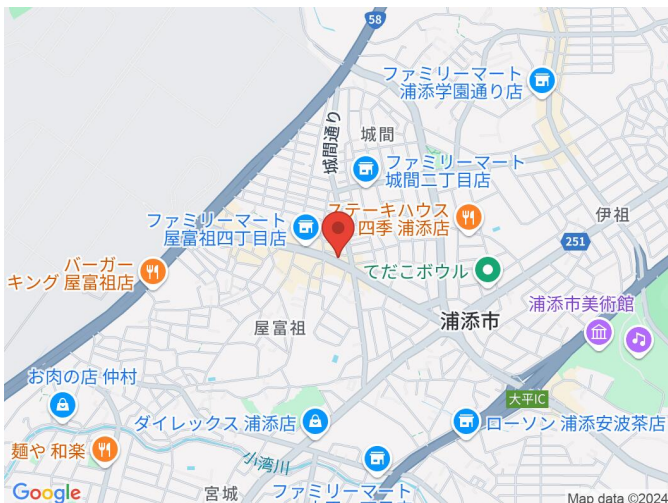 58
ファミリーマート
浦添学園通り店
城間通り
城間
ファミリーマート
城間二丁目店
ステーキハウス
四季 浦添店
伊祖
ファミリーマート
屋富祖四丁目店
251
バーガー
キング 屋富祖店
てだこボウル
浦添市美術館
浦添市
屋富祖
お肉の店 仲村
大平IC
ダイレックス 浦添店
ローソン 浦添安波茶店
麺や 和楽
小湾川
宮城
ファミリーマート
Google
Map data ©2024